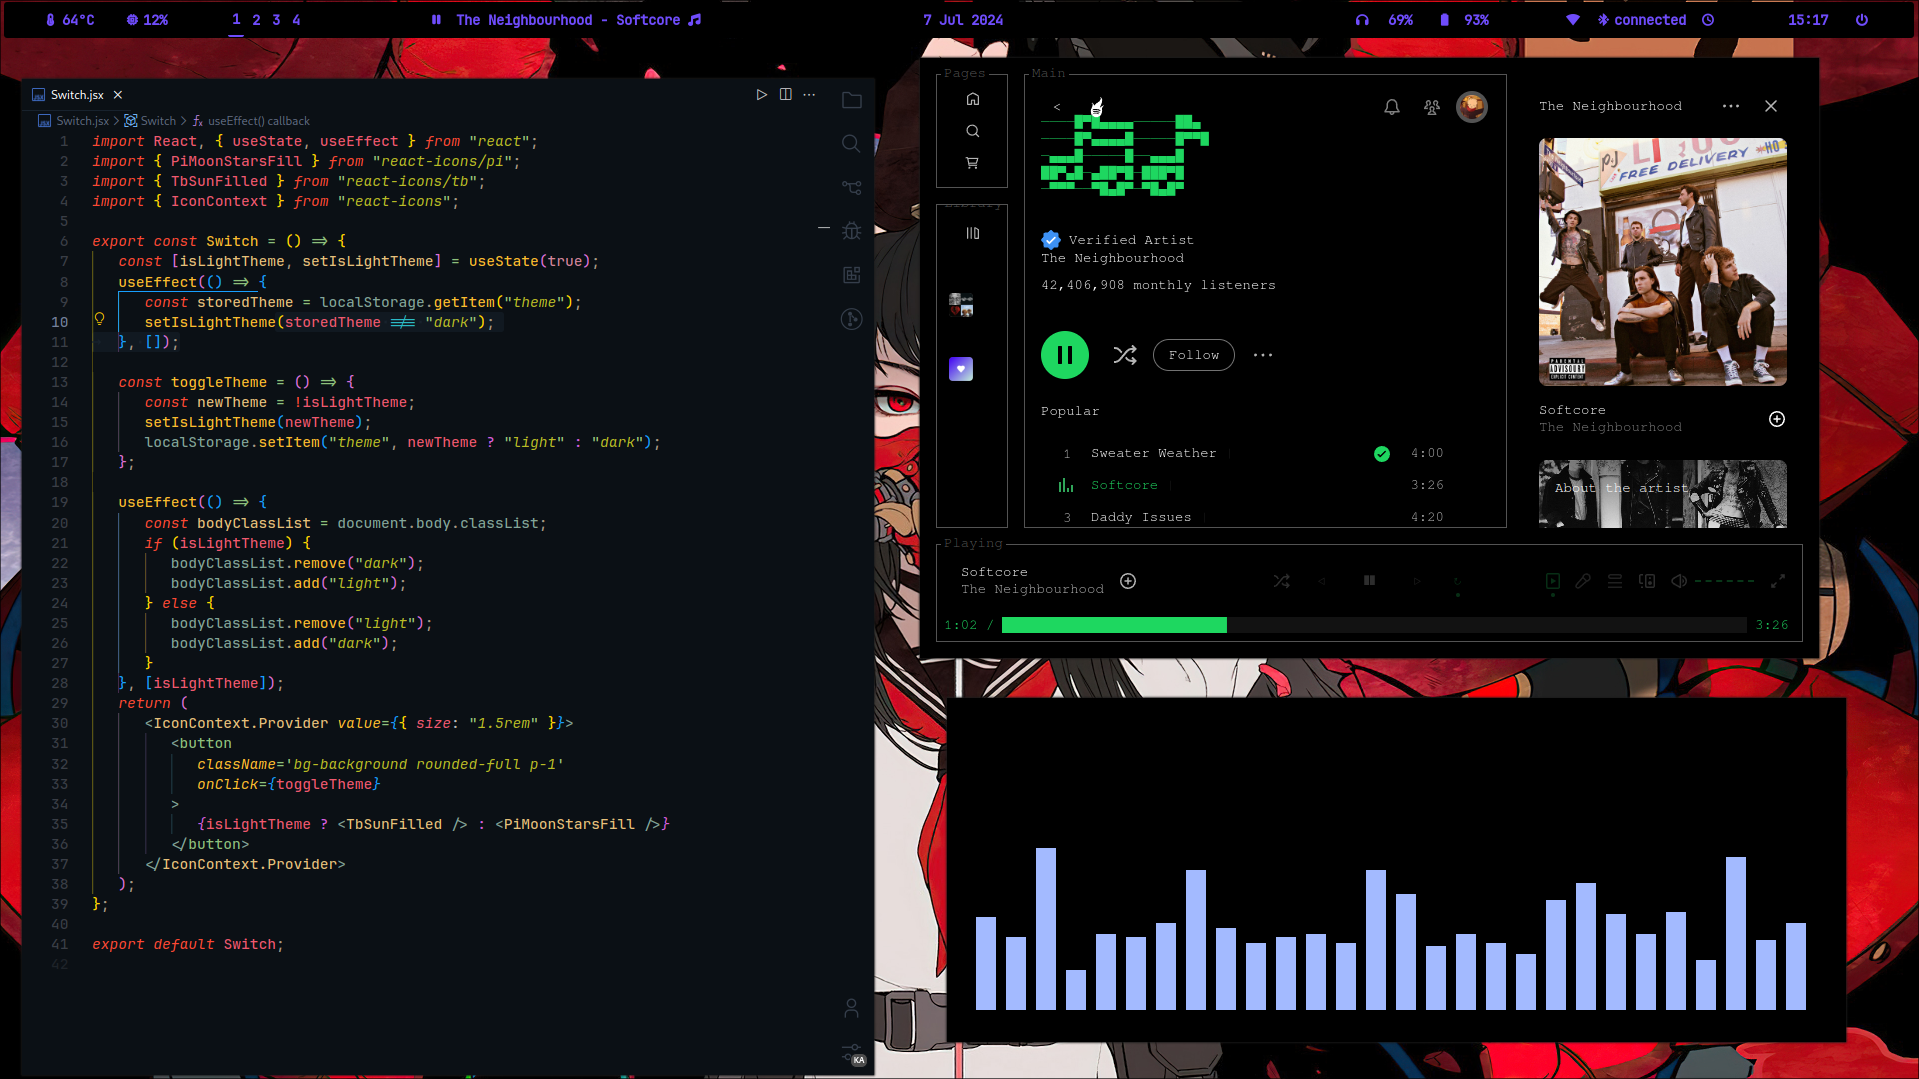 64°C 12% 1 2 3 4 The Neighbourhood - Softcore 7 Jul 2024 69% 93% connected 15:17
Switch.jsx
Switch.jsx > Switch > useEffect() callback
1 import React, { useState, useEffect } from "react";
2 import { PiMoonStarsFill } from "react-icons/pi";
3 import { TbSunFilled } from "react-icons/tb";
4 import { IconContext } from "react-icons";
5
6 export const Switch = () => {
7 const [isLightTheme, setIsLightTheme] = useState(true);
8 useEffect(() => {
9 const storedTheme = localStorage.getItem("theme");
10 setIsLightTheme(storedTheme !== "dark");
11 }, []);
12
13 const toggleTheme = () => {
14 const newTheme = !isLightTheme;
15 setIsLightTheme(newTheme);
16 localStorage.setItem("theme", newTheme ? "light" : "dark");
17 };
18
19 useEffect(() => {
20 const bodyClassList = document.body.classList;
21 if (isLightTheme) {
22 bodyClassList.remove("dark");
23 bodyClassList.add("light");
24 } else {
25 bodyClassList.remove("light");
26 bodyClassList.add("dark");
27 }
28 }, [isLightTheme]);
29 return (
30 <IconContext.Provider value={{ size: "1.5rem" }}>
31 <button
32 className='bg-background rounded-full p-1'
33 onClick={toggleTheme}
34 >
35 {isLightTheme ? <TbSunFilled /> : <PiMoonStarsFill />}
36 </button>
37 </IconContext.Provider>
38 );
39 };
40
41 export default Switch;
42
KA
Pages
Main
<
Verified Artist
The Neighbourhood
42,406,908 monthly listeners
Follow
Popular
1 Sweater Weather 4:00
Softcore 3:26
3 Daddy Issues 4:20
The Neighbourhood
P.J.
FREE DELIVERY
PARENTAL
ADVISORY
EXPLICIT CONTENT
Softcore
The Neighbourhood
About the artist
Playing
Softcore
The Neighbourhood
1:02 / 3:26